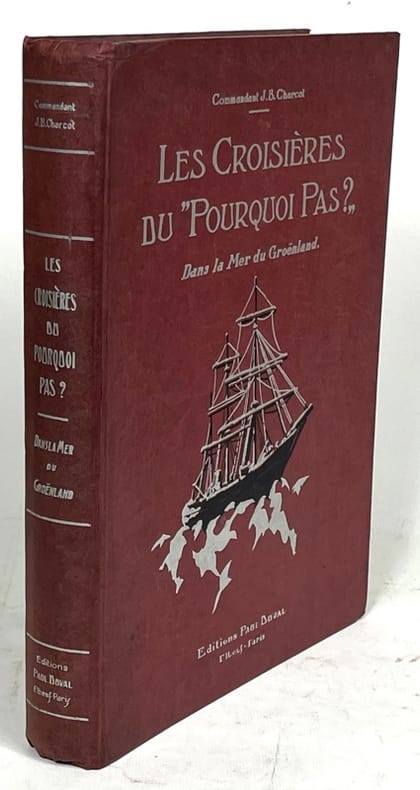 Commandant
J.B. Charcot
LES
CROISIÈRES
DU
POURQUOI
PAS?
DANS LA MER
DU
GROËNLAND
Editions
PAUL DUVAL
Elbeuf-Paris
Commandant J.B. Charcot
LES CROISIÈRES
DU "POURQUOI PAS?„
Dans la Mer du Groënland.
Editions PAUL DUVAL
Elbeuf-Paris